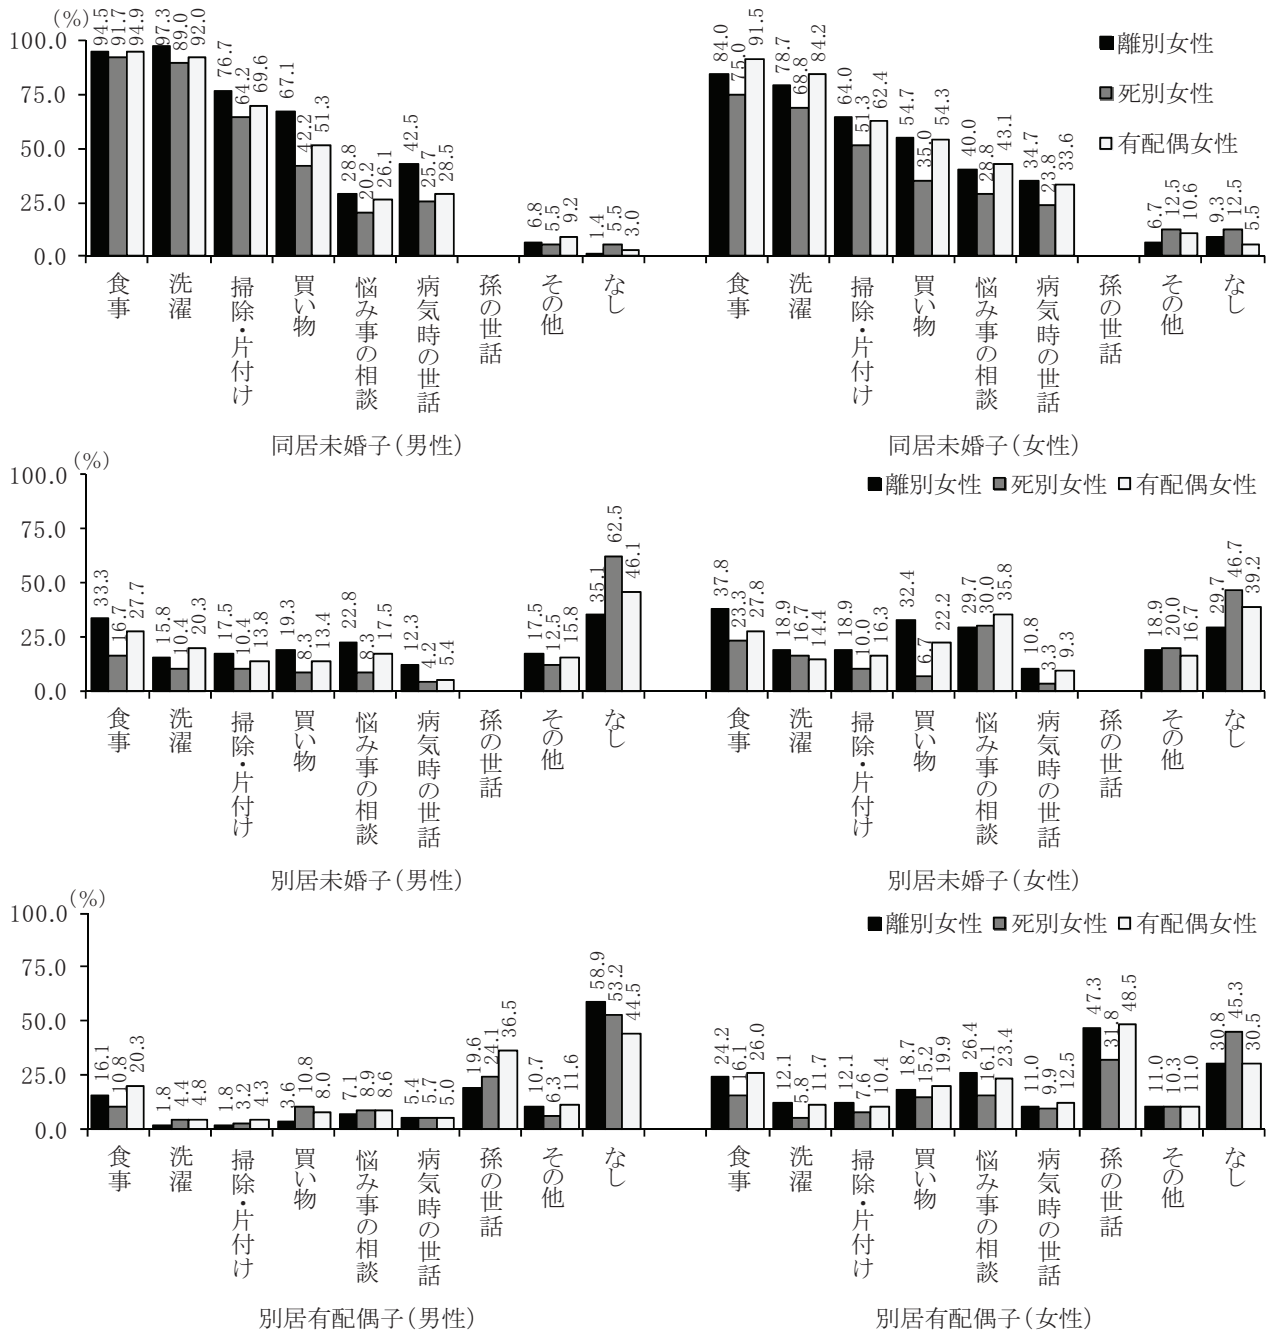 (%)
100.0
75.0
50.0
25.0
0.0
94.5 91.7 94.9 97.3 89.0 92.0 76.7 64.2 69.6 67.1 42.2 51.3 28.8 20.2 26.1 42.5 25.7 28.5 6.8 5.5 9.2 1.4 5.5 3.0
食事 洗濯 掃除・片付け 買い物 悩み事の相談 病気時の世話 孫の世話 その他 なし
同居未婚子(男性)
84.0 75.0 91.5 78.7 68.8 84.2 64.0 51.3 62.4 54.7 35.0 54.3 40.0 28.8 43.1 34.7 23.8 33.6 6.7 12.5 10.6 9.3 12.5 5.5
離別女性
死別女性
有配偶女性
食事 洗濯 掃除・片付け 買い物 悩み事の相談 病気時の世話 孫の世話 その他 なし
同居未婚子(女性)
(%)
100.0
75.0
50.0
25.0
0.0
33.3 16.7 27.7 15.8 10.4 20.3 17.5 10.4 13.8 19.3 8.3 13.4 22.8 8.3 17.5 12.3 4.2 5.4 17.5 12.5 15.8 35.1 62.5 46.1
食事 洗濯 掃除・片付け 買い物 悩み事の相談 病気時の世話 孫の世話 その他 なし
別居未婚子(男性)
離別女性 死別女性 有配偶女性
37.8 23.3 27.8 18.9 16.7 14.4 18.9 10.0 16.3 32.4 6.7 22.2 29.7 30.0 35.8 10.8 3.3 9.3 18.9 20.0 16.7 29.7 46.7 39.2
食事 洗濯 掃除・片付け 買い物 悩み事の相談 病気時の世話 孫の世話 その他 なし
別居未婚子(女性)
(%)
100.0
75.0
50.0
25.0
0.0
16.1 10.8 20.3 1.8 4.4 4.8 1.8 3.2 4.3 3.6 10.8 8.0 7.1 8.9 8.6 5.4 5.7 5.0 19.6 24.1 36.5 10.7 6.3 11.6 58.9 53.2 44.5
食事 洗濯 掃除・片付け 買い物 悩み事の相談 病気時の世話 孫の世話 その他 なし
別居有配偶子(男性)
離別女性 死別女性 有配偶女性
24.2 16.1 26.0 12.1 5.8 11.7 12.1 7.6 10.4 18.7 15.2 19.9 26.4 16.1 23.4 11.0 9.9 12.5 47.3 31.8 48.5 11.0 10.3 11.0 30.8 45.3 30.5
食事 洗濯 掃除・片付け 買い物 悩み事の相談 病気時の世話 孫の世話 その他 なし
別居有配偶子(女性)